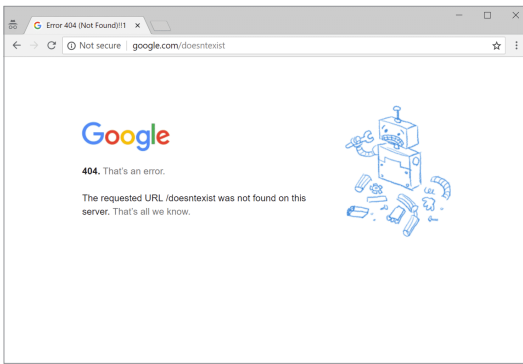 Error 404 (Not Found)!!1
Not secure google.com/doesntexist
Google
404. That's an error.
The requested URL /doesntexist was not found on this
server. That's all we know.